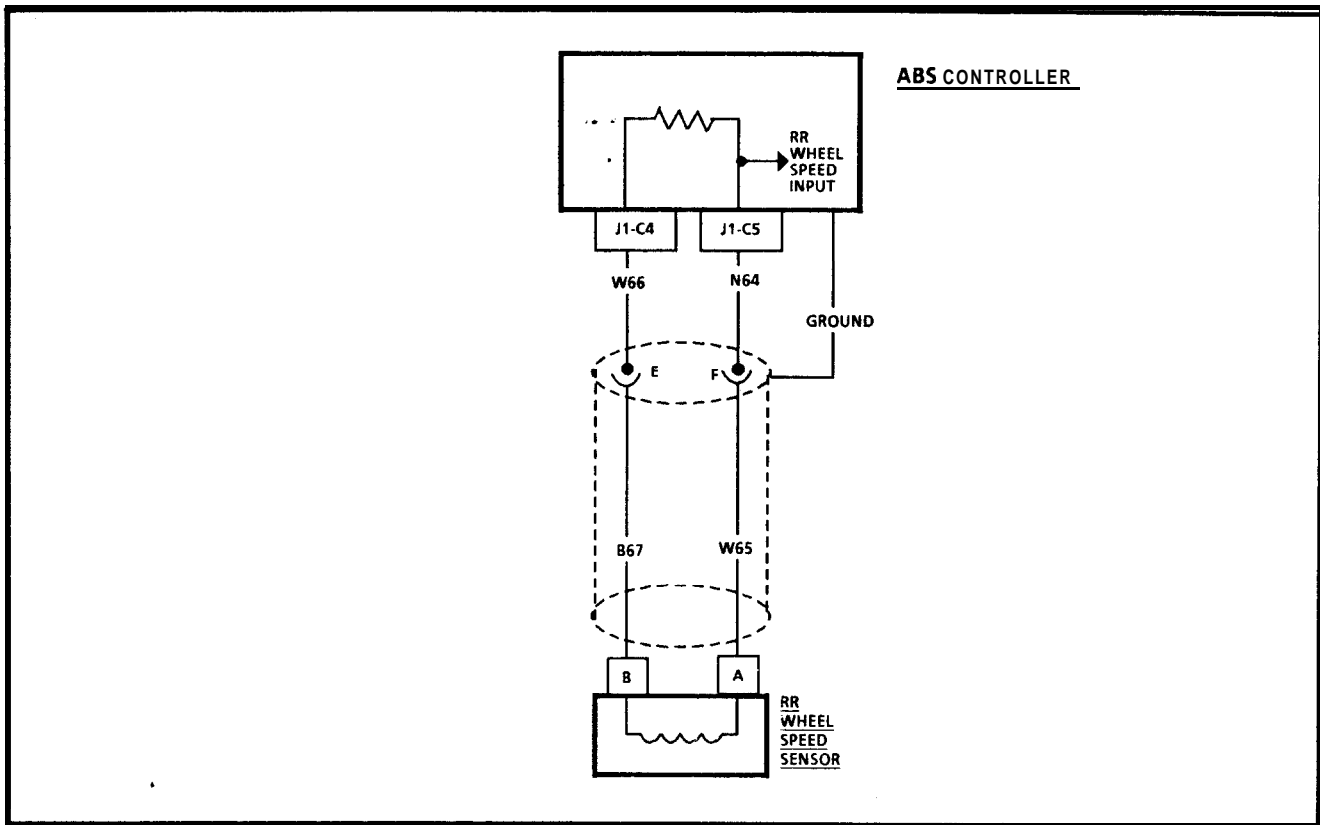 ABS CONTROLLER
RR
WHEEL
SPEED
INPUT
J1-C4
J1-C5
W66
N64
GROUND
E
F
B67
W65
B
A
RR
WHEEL
SPEED
SENSOR